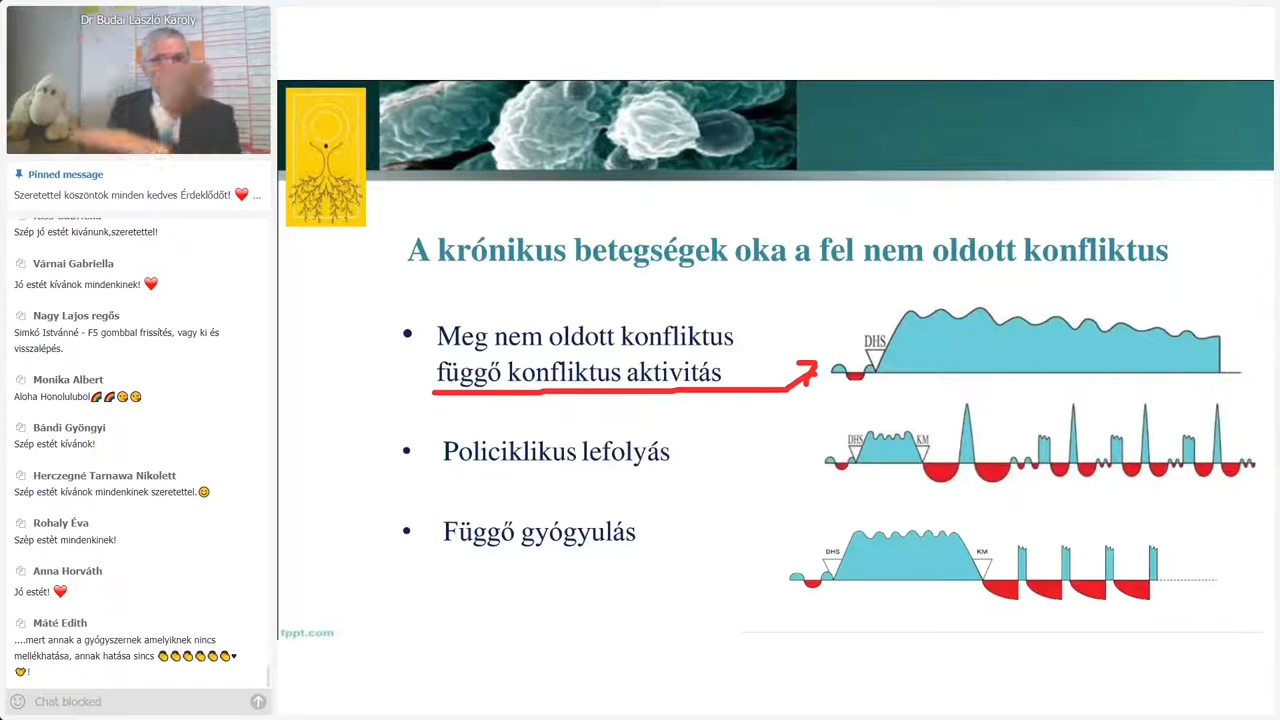 Dr Budai László Károly
Pinned message
Szeretettel köszöntök minden kedves Érdeklődőt! ❤️ ...
Szép jó estét kivánunk,szeretettel!
Várnai Gabriella
Jó estét kívánok mindenkinek! ❤️
Nagy Lajos regős
Simkó Istvánné - F5 gombbal frissítés, vagy ki és
visszalépés.
Monika Albert
Aloha Honolulubol🌈🌈😘😘
Bándi Gyöngyi
Szép estét kívánok!
Herczegné Tarnawa Nikolett
Szép estét kívánok mindenkinek szeretettel.😊
Rohaly Éva
Szèp estèt mindenkinek!
Anna Horváth
Jó estét! ❤️
Máté Edith
....mert annak a gyógyszernek amelyiknek nincs
mellékhatása, annak hatása sincs 👏👏👏👏👏👏♥
!
Chat blocked
A krónikus betegségek oka a fel nem oldott konfliktus
• Meg nem oldott konfliktus
függő konfliktus aktivitás
DHS
• Policiklikus lefolyás
DHS
KM
• Függő gyógyulás
DHS
KM
fppt.com